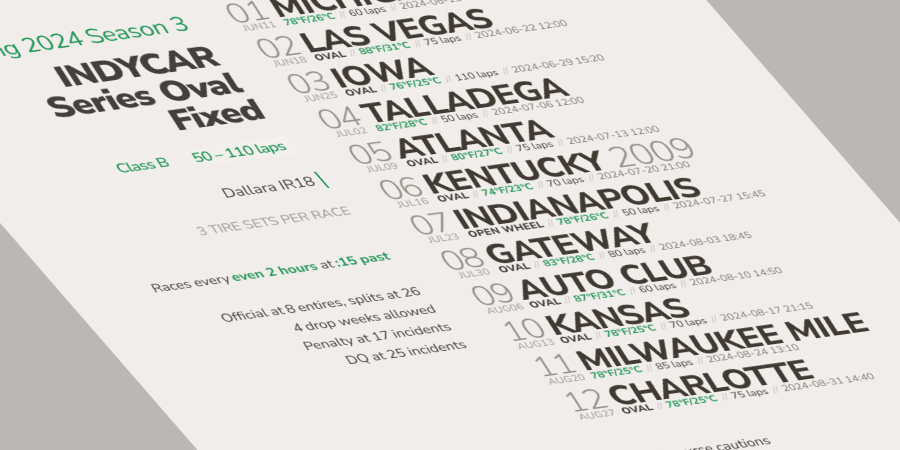 ng 2024 Season 3
INDYCAR
Series Oval
Fixed
Class B 50–110 laps
Dallara IR18
3 TIRE SETS PER RACE
Races every even 2 hours at :15 past
Official at 8 entires, splits at 26
4 drop weeks allowed
Penalty at 17 incidents
DQ at 25 incidents
01 MICHIG
JUN11 78°F/26°C // 60 laps // 2024-06-
02 LAS VEGAS
JUN18 OVAL // 88°F/31°C // 75 laps // 2024-06-22 12:00
03 IOWA
JUN25 OVAL // 76°F/25°C // 110 laps // 2024-06-29 15:20
04 TALLADEGA
JUL02 82°F/28°C // 50 laps // 2024-07-06 12:00
05 ATLANTA
JUL09 OVAL // 80°F/27°C // 75 laps // 2024-07-13 12:00
06 KENTUCKY 2009
JUL16 OVAL // 74°F/23°C // 70 laps // 2024-07-20 21:00
07 INDIANAPOLIS
JUL23 OPEN WHEEL // 78°F/26°C // 50 laps // 2024-07-27 15:45
08 GATEWAY
JUL30 OVAL // 83°F/28°C // 80 laps // 2024-08-03 18:45
09 AUTO CLUB
AUG06 OVAL // 87°F/31°C // 60 laps // 2024-08-10 14:50
10 KANSAS
AUG13 OVAL // 78°F/25°C // 70 laps // 2024-08-17 21:15
11 MILWAUKEE MILE
AUG20 78°F/25°C // 85 laps // 2024-08-24 13:10
12 CHARLOTTE
AUG27 OVAL // 78°F/25°C // 75 laps // 2024-08-31 14:40
urse cautions